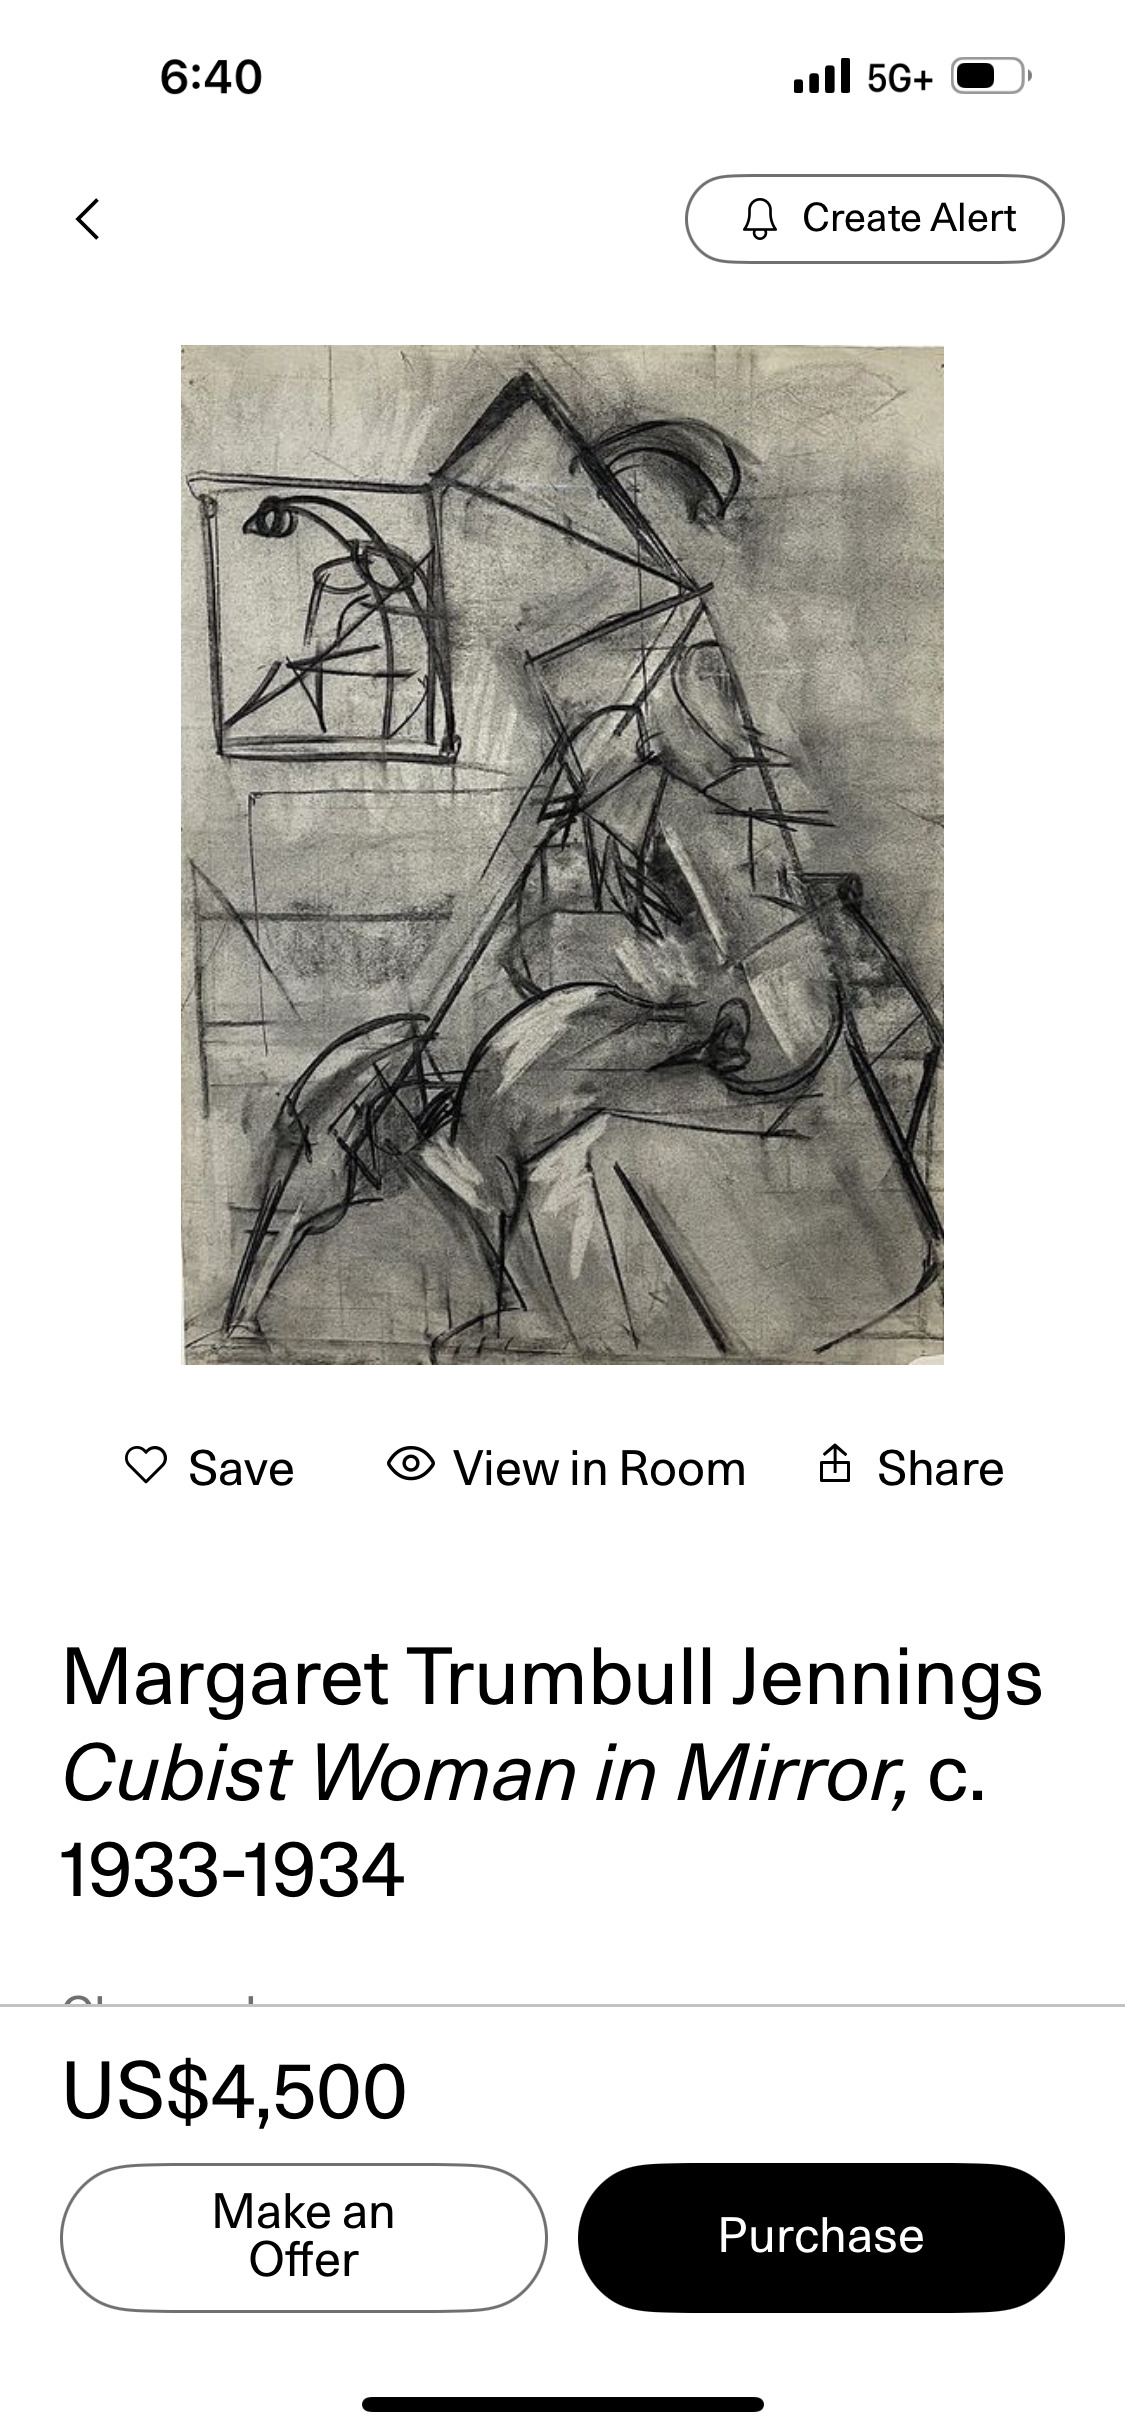 6:40
5G+
Create Alert
Save
View in Room
Share
Margaret Trumbull Jennings
Cubist Woman in Mirror, c.
1933-1934
US$4,500
Make an
Offer
Purchase